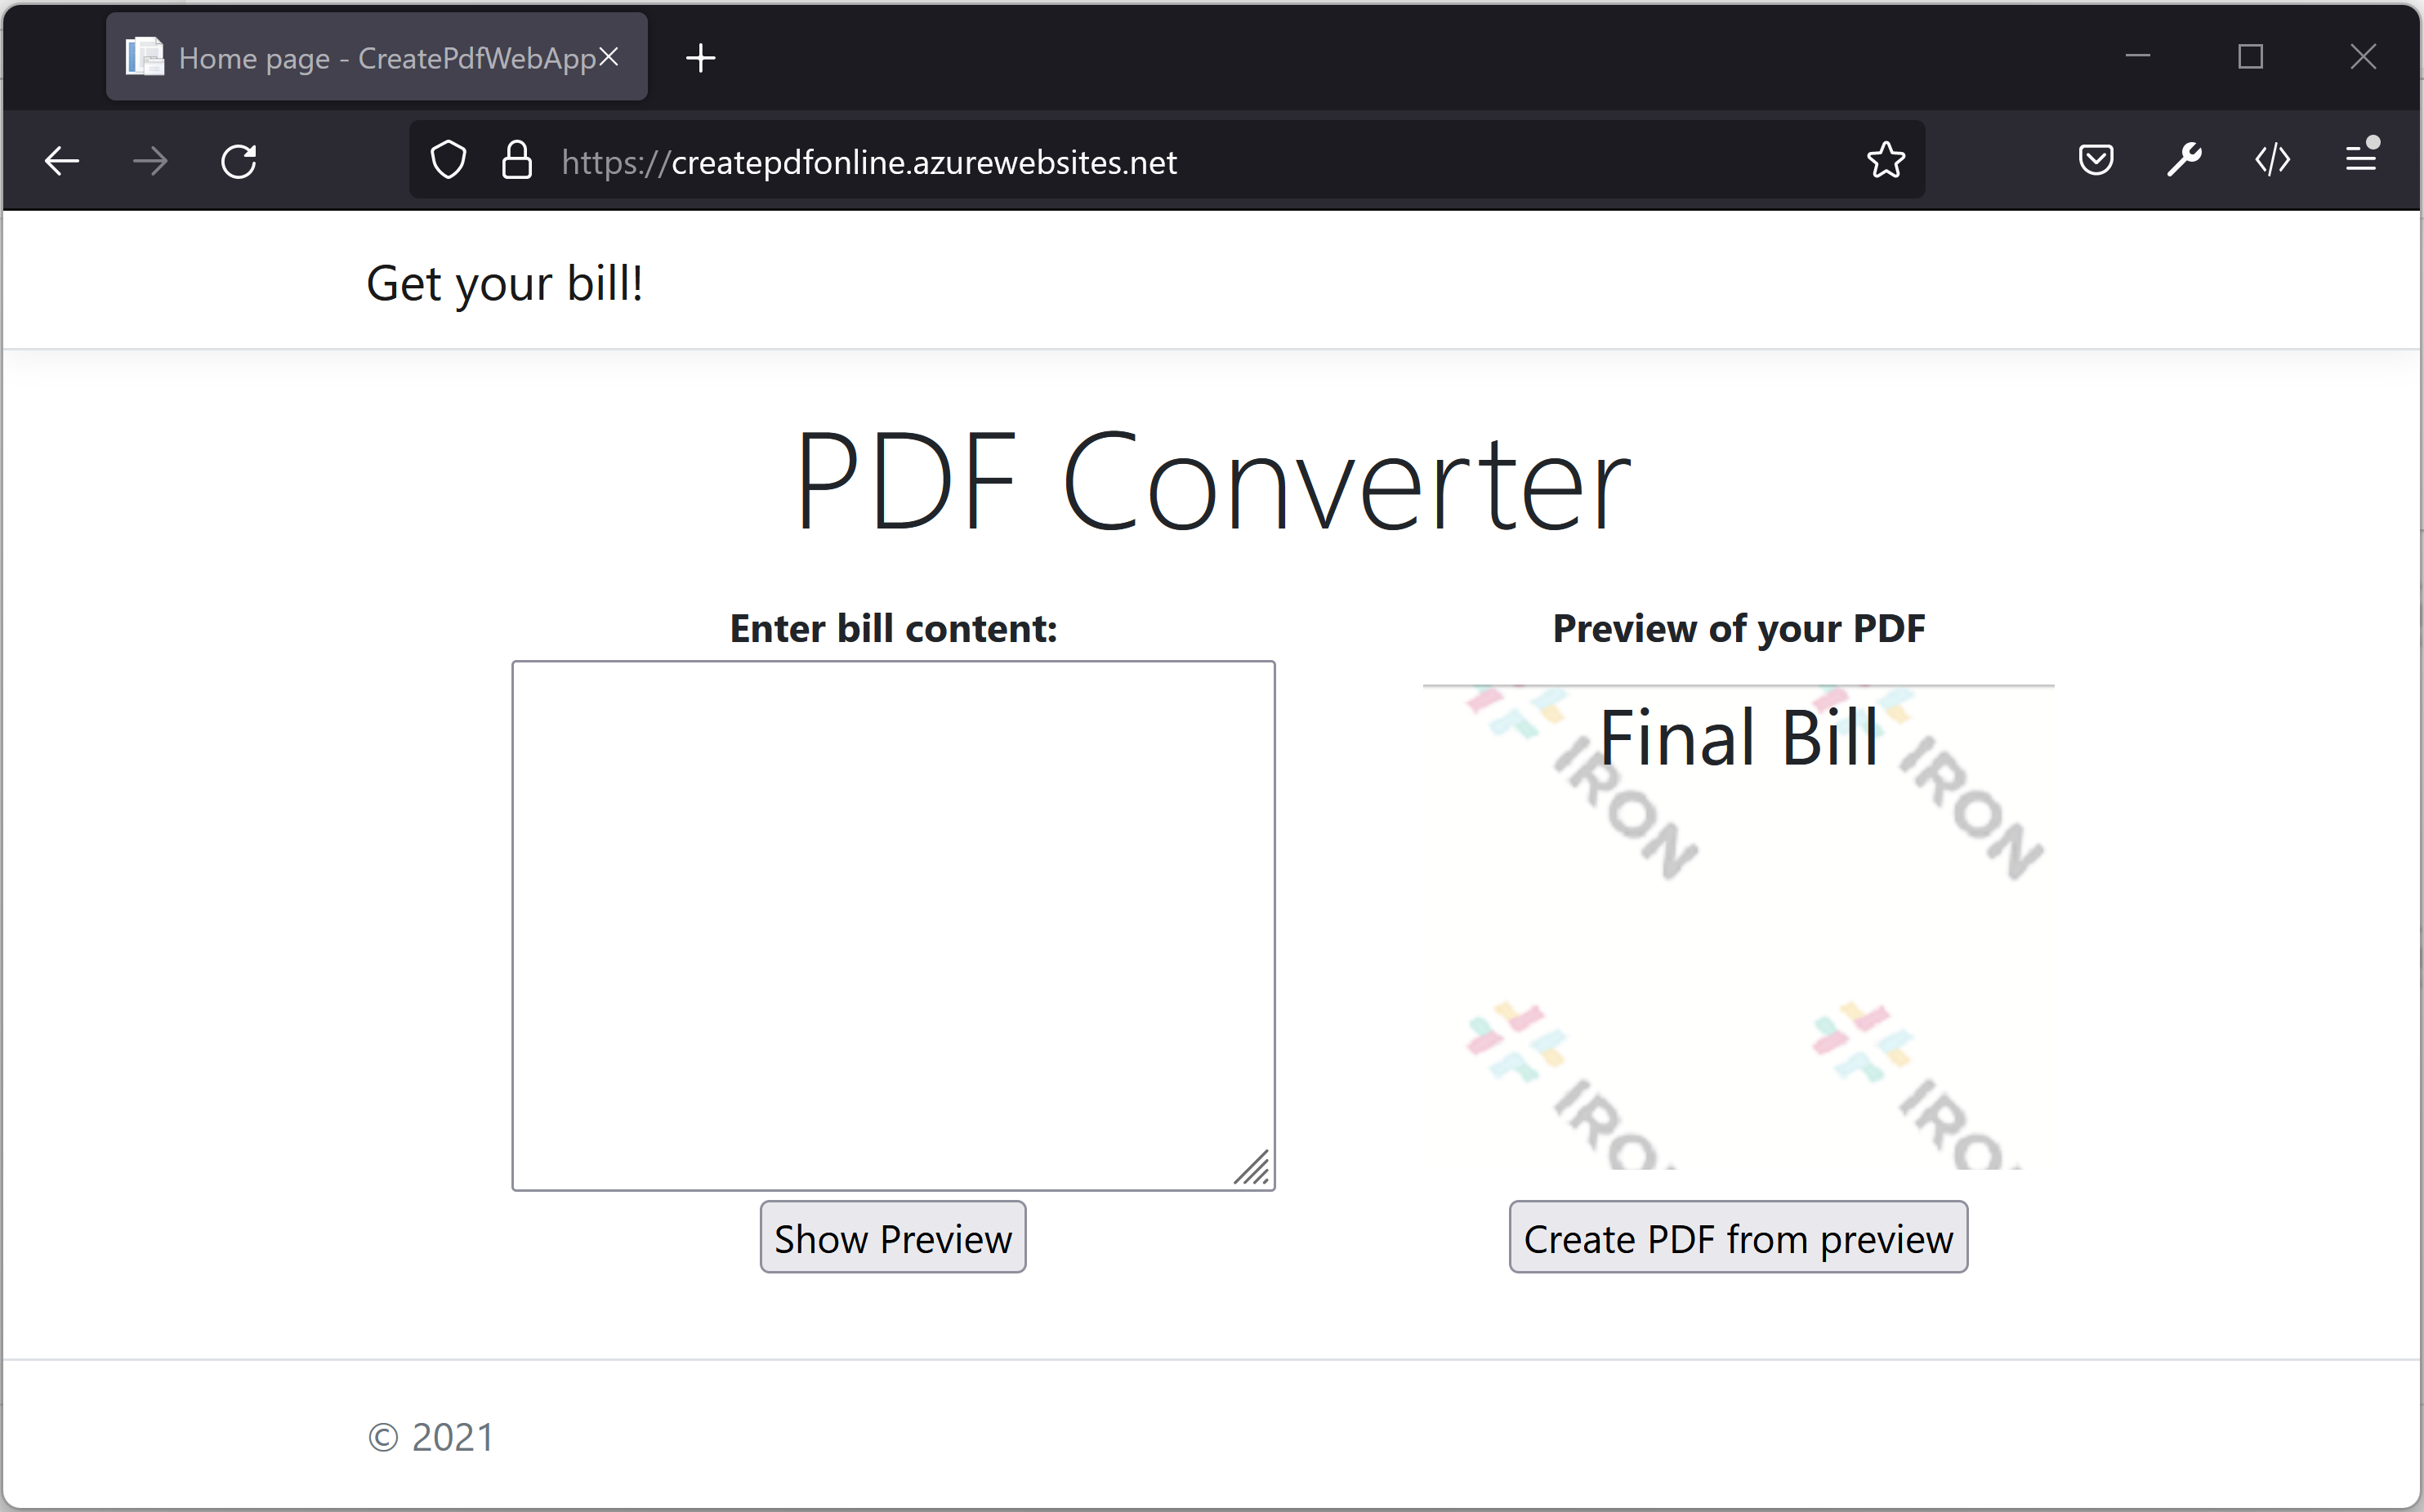 Home page - CreatePdfWebApp
https://createpdfonline.azurewebsites.net
Get your bill!
PDF Converter
Enter bill content:
Preview of your PDF
Final Bill
IRON
IRON
IRO
IRO
Show Preview
Create PDF from preview
© 2021